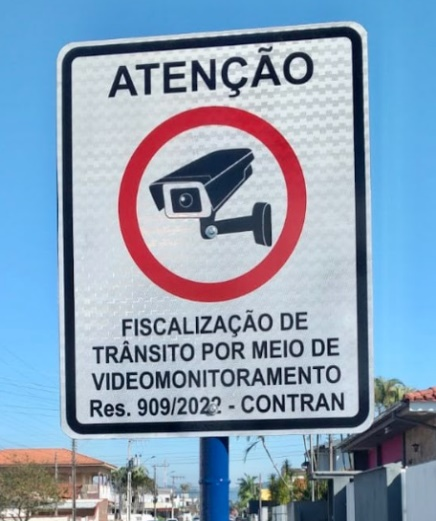 ATENÇÃO
FISCALIZAÇÃO DE
TRÂNSITO POR MEIO DE
VIDEOMONITORAMENTO
Res. 909/2022 - CONTRAN